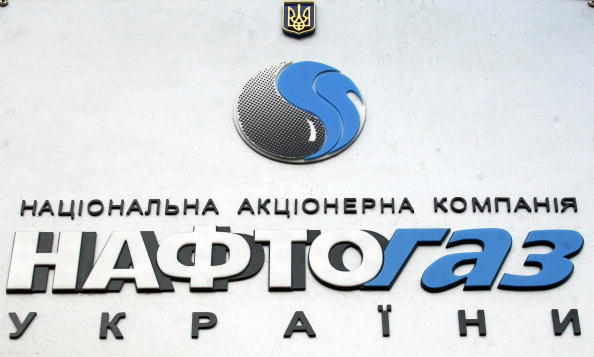 НАЦІОНАЛЬНА АКЦІОНЕРНА КОМПАНІЯ
НАФТОГАЗ
УКРАЇНИ